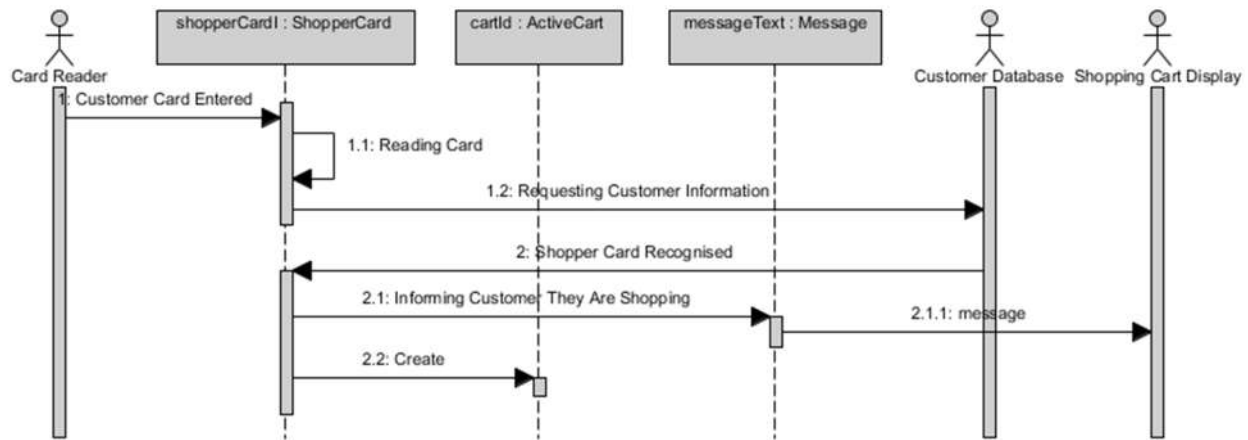 shopperCardI : ShopperCard
cartId : ActiveCart
messageText : Message
Card Reader
Customer Database
Shopping Cart Display
1: Customer Card Entered
1.1: Reading Card
1.2: Requesting Customer Information
2: Shopper Card Recognised
2.1: Informing Customer They Are Shopping
2.1.1: message
2.2: Create